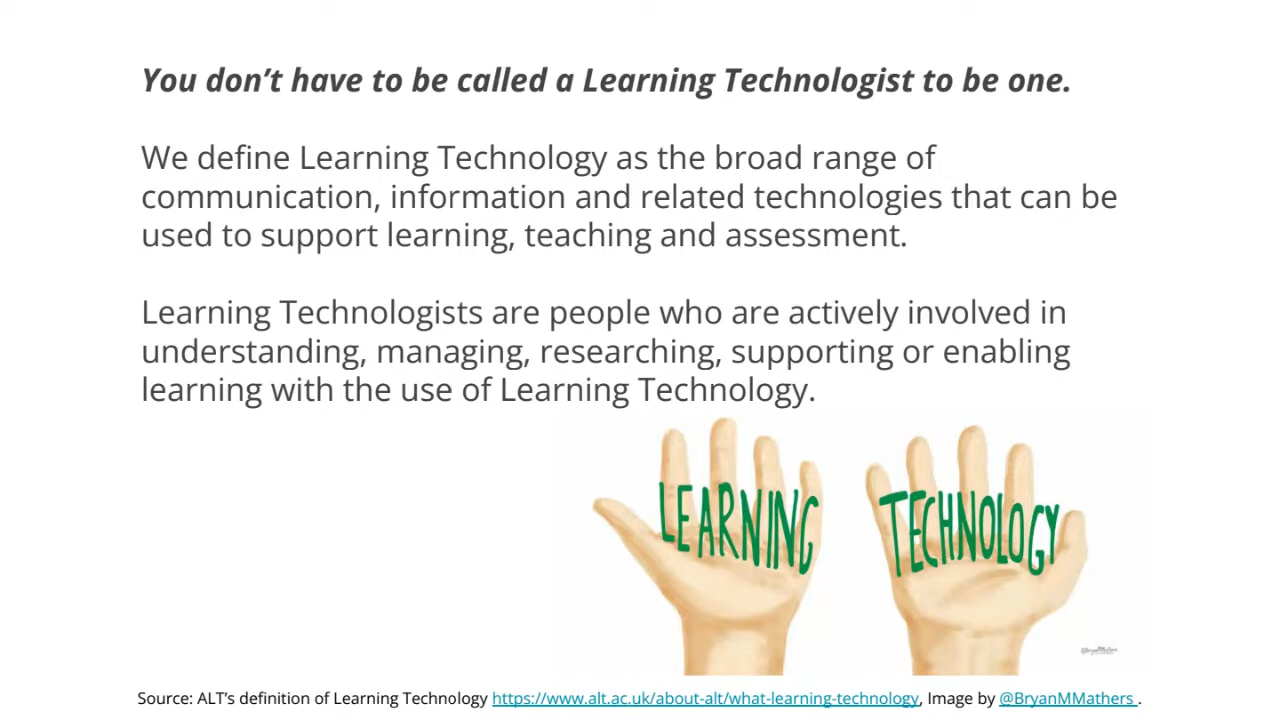 You don’t have to be called a Learning Technologist to be one.
We define Learning Technology as the broad range of
communication, information and related technologies that can be
used to support learning, teaching and assessment.
Learning Technologists are people who are actively involved in
understanding, managing, researching, supporting or enabling
learning with the use of Learning Technology.
LEARNING TECHNOLOGY
@BryanMMathers
Source: ALT’s definition of Learning Technology https://www.alt.ac.uk/about-alt/what-learning-technology, Image by @BryanMMathers .